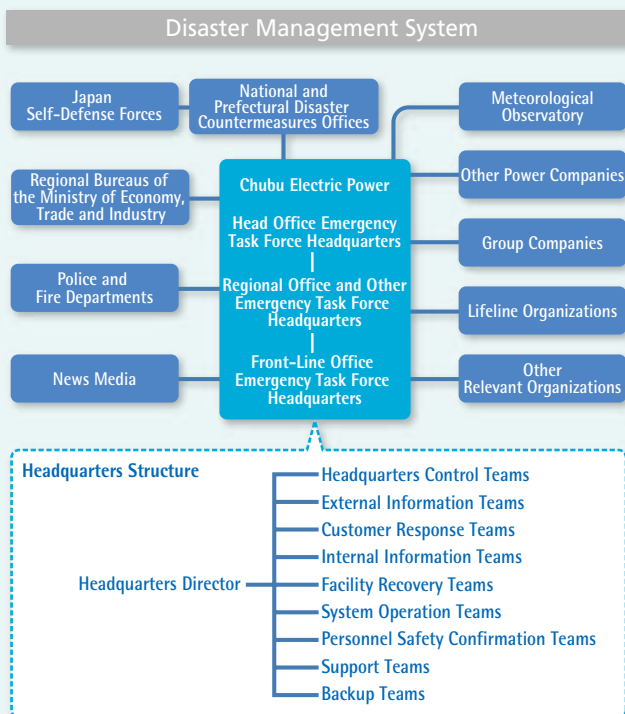 Disaster Management System
Japan
Self-Defense Forces
National and
Prefectural Disaster
Countermeasures Offices
Meteorological
Observatory
Regional Bureaus of
the Ministry of Economy,
Trade and Industry
Chubu Electric Power
Head Office Emergency
Task Force Headquarters
Regional Office and Other
Emergency Task Force
Headquarters
Front-Line Office
Emergency Task Force
Headquarters
Other Power Companies
Group Companies
Police and
Fire Departments
Lifeline Organizations
News Media
Other
Relevant Organizations
Headquarters Structure
Headquarters Director
Headquarters Control Teams
External Information Teams
Customer Response Teams
Internal Information Teams
Facility Recovery Teams
System Operation Teams
Personnel Safety Confirmation Teams
Support Teams
Backup Teams